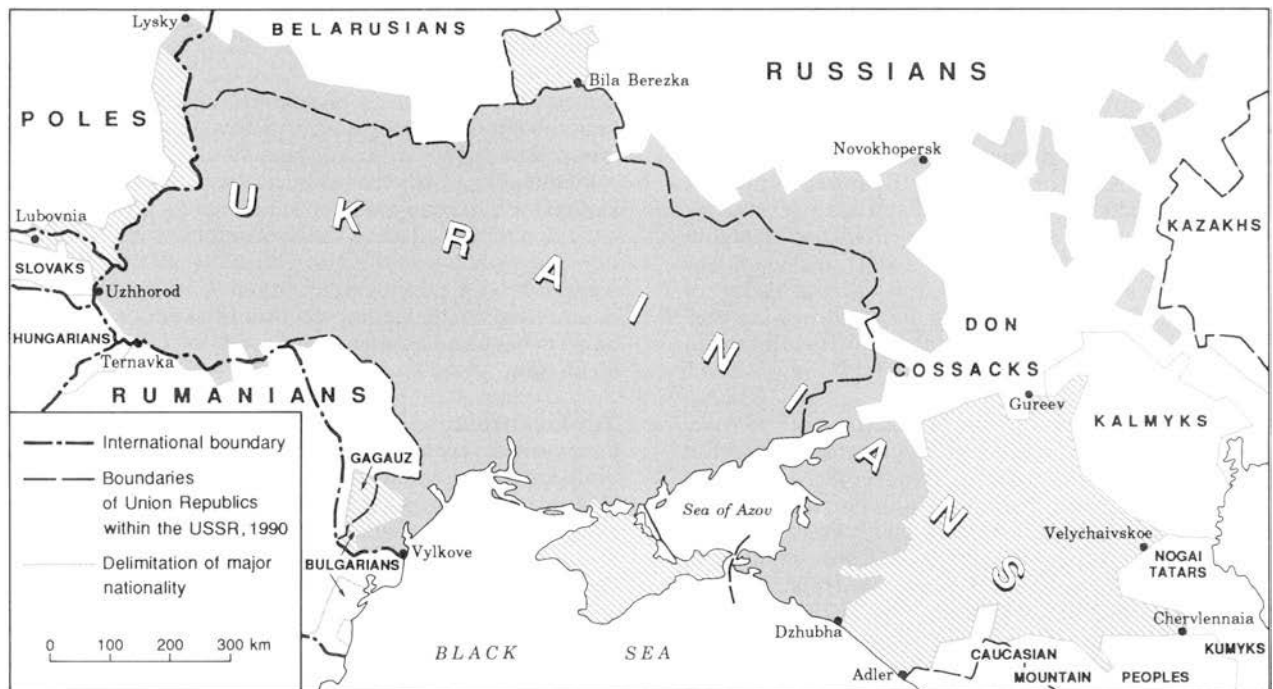 Lysky
BELARUSIANS
RUSSIANS
Bila Berezka
POLES
Novokhopersk
UKRAINIANS
Lubovnia
KAZAKHS
SLOVAKS
Uzhhorod
HUNGARIANS
Ternavka
DON
COSSACKS
RUMANIANS
Gureev
KALMYKS
International boundary
GAGAUZ
Boundaries
of Union Republics
within the USSR, 1990
Sea of Azov
Velychaivskoe
Vylkove
NOGAI
TATARS
BULGARIANS
Delimitation of major
nationality
Dzhubha
Chervlennaia
0 100 200 300 km
BLACK SEA
KUMYKS
CAUCASIAN
MOUNTAIN PEOPLES
Adler